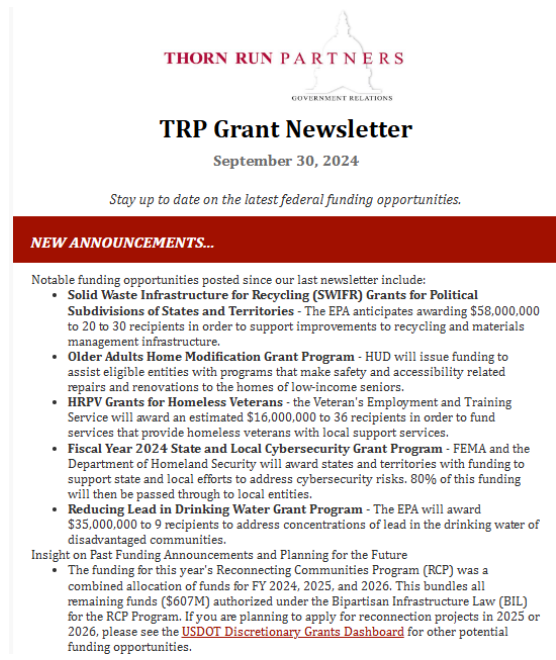 THORN RUN PARTNERS
GOVERNMENT RELATIONS
TRP Grant Newsletter
September 30, 2024
Stay up to date on the latest federal funding opportunities.
NEW ANNOUNCEMENTS...
Notable funding opportunities posted since our last newsletter include:
• Solid Waste Infrastructure for Recycling (SWIFR) Grants for Political
Subdivisions of States and Territories - The EPA anticipates awarding $58,000,000
to 20 to 30 recipients in order to support improvements to recycling and materials
management infrastructure.
• Older Adults Home Modification Grant Program - HUD will issue funding to
assist eligible entities with programs that make safety and accessibility related
repairs and renovations to the homes of low-income seniors.
• HRPV Grants for Homeless Veterans - the Veteran's Employment and Training
Service will award an estimated $16,000,000 to 36 recipients in order to fund
services that provide homeless veterans with local support services.
• Fiscal Year 2024 State and Local Cybersecurity Grant Program - FEMA and the
Department of Homeland Security will award states and territories with funding to
support state and local efforts to address cybersecurity risks. 80% of this funding
will then be passed through to local entities.
• Reducing Lead in Drinking Water Grant Program - The EPA will award
$35,000,000 to 9 recipients to address concentrations of lead in the drinking water of
disadvantaged communities.
Insight on Past Funding Announcements and Planning for the Future
• The funding for this year's Reconnecting Communities Program (RCP) was a
combined allocation of funds for FY 2024, 2025, and 2026. This bundles all
remaining funds ($607M) authorized under the Bipartisan Infrastructure Law (BIL)
for the RCP Program. If you are planning to apply for reconnection projects in 2025 or
2026, please see the USDOT Discretionary Grants Dashboard for other potential
funding opportunities.